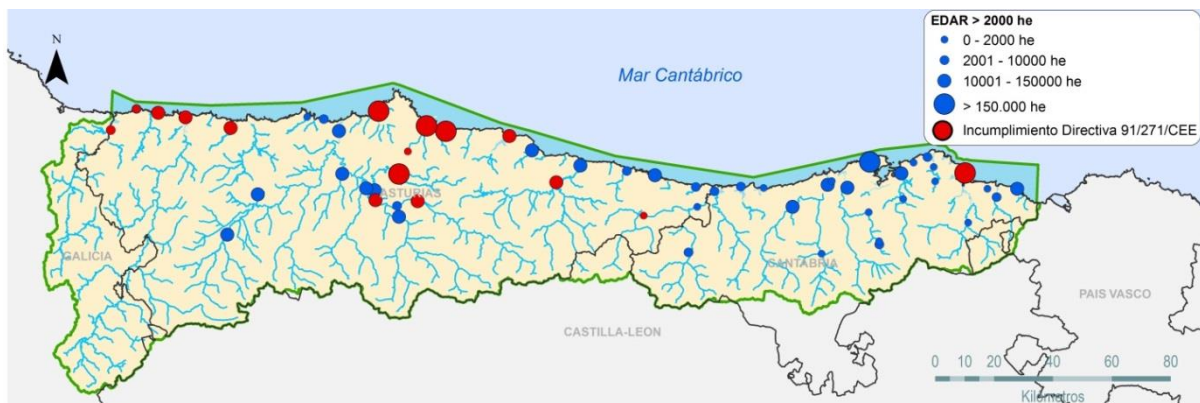 EDAR > 2000 he
0 - 2000 he
2001 - 10000 he
10001 - 150000 he
> 150.000 he
Incumplimiento Directiva 91/271/CEE
N
Mar Cantábrico
ASTURIAS
GALICIA
CANTABRIA
PAIS VASCO
CASTILLA-LEON
0 10 20 40 60 80
Kilómetros